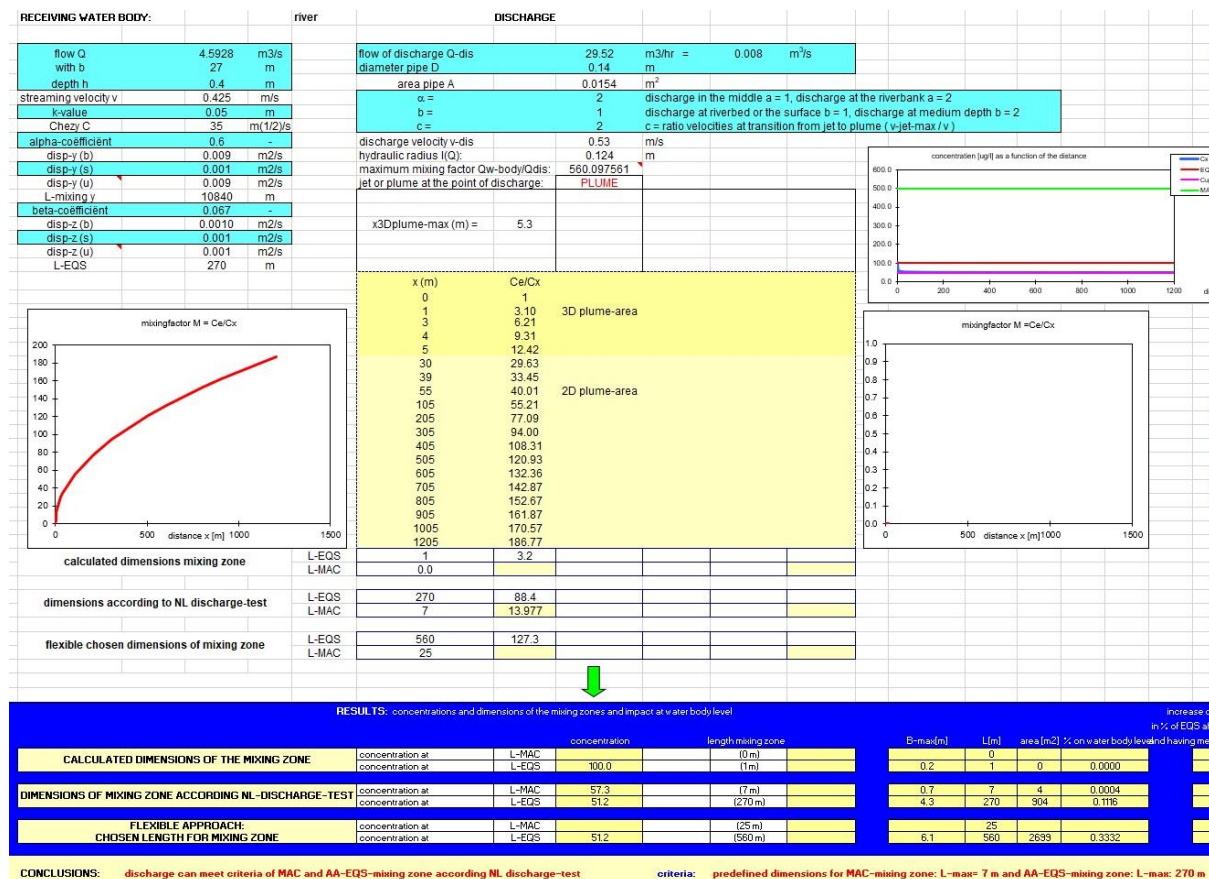 RECEIVING WATER BODY: river DISCHARGE
flow Q 4.5928 m3/s flow of discharge Q-dis 29.52 m3/hr = 0.008 m³/s
with b 27 m diameter pipe D 0.14 m
depth h 0.4 m area pipe A 0.0154 m²
streaming velocity v 0.425 m/s α = 2 discharge in the middle a = 1, discharge at the riverbank a = 2
k-value 0.05 m b = 1 discharge at riverbed or the surface b = 1, discharge at medium depth b = 2
Chezy C 35 m(1/2)/s c = 2 c = ratio velocities at transition from jet to plume ( v-jet-max / v )
alpha-coëfficiënt 0.6 - discharge velocity v-dis 0.53 m/s
disp-y (b) 0.009 m2/s hydraulic radius l(Q): 0.124 m
disp-y (s) 0.001 m2/s maximum mixing factor Qw-body/Qdis: 560.097561
disp-y (u) 0.009 m2/s jet or plume at the point of discharge: PLUME
L-mixing y 10840 m
beta-coëfficiënt 0.067 -
disp-z (b) 0.0010 m2/s x3Dplume-max (m) = 5.3
disp-z (s) 0.001 m2/s
disp-z (u) 0.001 m2/s
L-EQS 270 m
concentratien [ug/l] as a function of the distance
Cx
EQ
Cu
MA
600.0
500.0
400.0
300.0
200.0
100.0
0.0
0 200 400 600 800 1000 1200
x (m) Ce/Cx
0 1
1 3.10 3D plume-area
3 6.21
4 9.31
5 12.42
30 29.63
39 33.45
55 40.01 2D plume-area
105 55.21
205 77.09
305 94.00
405 108.31
505 120.93
605 132.36
705 142.87
805 152.67
905 161.87
1005 170.57
1205 186.77
mixingfactor M = Ce/Cx
200
180
160
140
120
100
80
60
40
20
0
0 500 distance x [m] 1000 1500
mixingfactor M =Ce/Cx
1.0
0.9
0.8
0.7
0.6
0.5
0.4
0.3
0.2
0.1
0.0
0 500 distance x [m] 1000 1500
calculated dimensions mixing zone L-EQS 1 3.2
L-MAC 0.0
dimensions according to NL discharge-test L-EQS 270 88.4
L-MAC 7 13.977
flexible chosen dimensions of mixing zone L-EQS 560 127.3
L-MAC 25
RESULTS: concentrations and dimensions of the mixing zones and impact at water body level increase
in % of EQS
concentration length mixing zone B-max[m] L[m] area [m2] % on water body level and having me
CALCULATED DIMENSIONS OF THE MIXING ZONE concentration at L-MAC (0 m) 0
concentration at L-EQS 100.0 (1 m) 0.2 1 0 0.0000
DIMENSIONS OF MIXING ZONE ACCORDING NL-DISCHARGE-TEST concentration at L-MAC 57.3 (7 m) 0.7 7 4 0.0004
concentration at L-EQS 51.2 (270 m) 4.3 270 904 0.1116
FLEXIBLE APPROACH: concentration at L-MAC (25 m) 25
CHOSEN LENGTH FOR MIXING ZONE concentration at L-EQS 51.2 (560 m) 6.1 560 2699 0.3332
CONCLUSIONS: discharge can meet criteria of MAC and AA-EQS-mixing zone according NL discharge-test criteria: predefined dimensions for MAC-mixing zone: L-max= 7 m and AA-EQS-mixing zone: L-max: 270 m